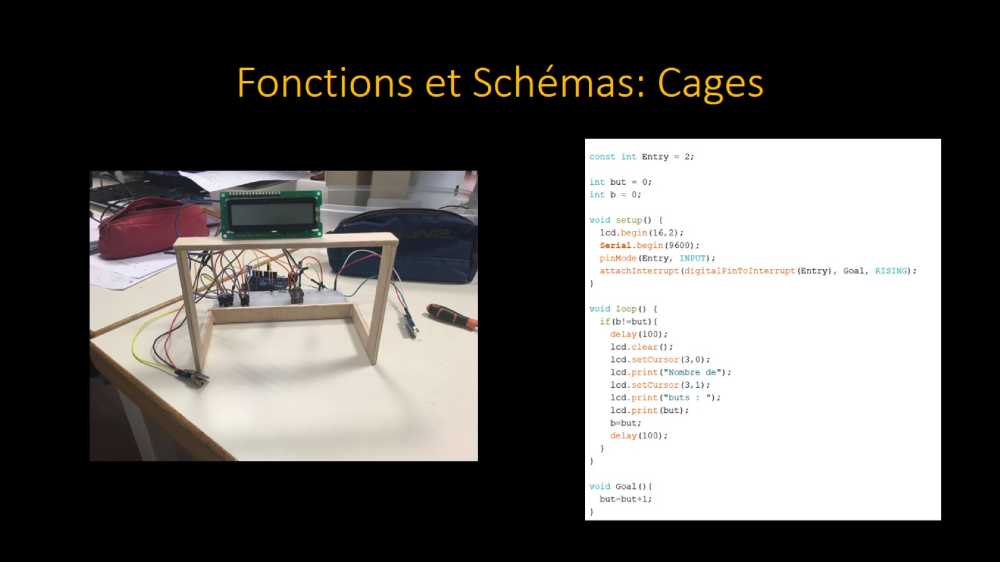 Fonctions et Schémas: Cages
const int Entry = 2;
int but = 0;
int b = 0;
void setup() {
lcd.begin(16,2);
Serial.begin(9600);
pinMode(Entry, INPUT);
attachInterrupt(digitalPinToInterrupt(Entry), Goal, RISING);
}
void loop() {
if(b!=but){
delay(100);
lcd.clear();
lcd.setCursor(3,0);
lcd.print("Nombre de");
lcd.setCursor(3,1);
lcd.print("buts : ");
lcd.print(but);
b=but;
delay(100);
}
}
void Goal(){
but=but+1;
}